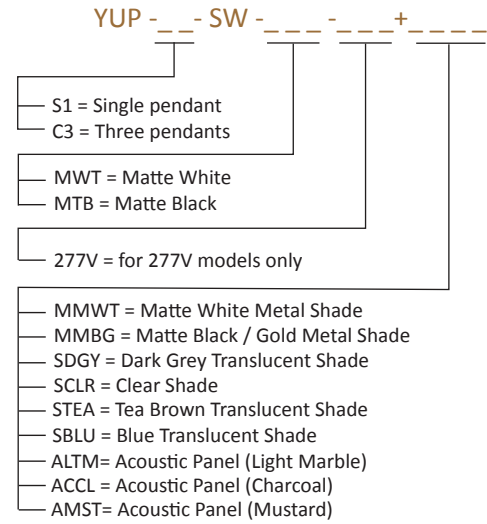 YUP -_ _- SW -_ _ _ -_ _ _+_ _ _ _
S1 = Single pendant
C3 = Three pendants
MWT = Matte White
MTB = Matte Black
277V = for 277V models only
MMWT = Matte White Metal Shade
MMBG = Matte Black / Gold Metal Shade
SDGY = Dark Grey Translucent Shade
SCLR = Clear Shade
STEA = Tea Brown Translucent Shade
SBLU = Blue Translucent Shade
ALTM= Acoustic Panel (Light Marble)
ACCL = Acoustic Panel (Charcoal)
AMST= Acoustic Panel (Mustard)